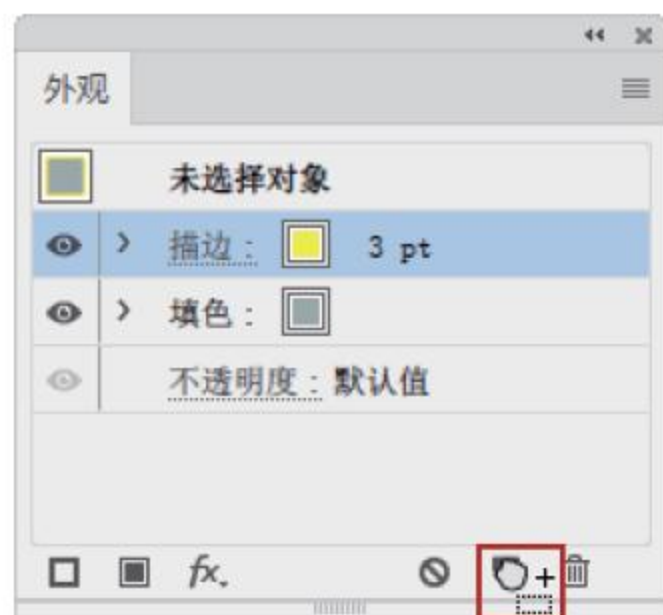 外观
未选择对象
描边： 3 pt
填色：
不透明度：默认值
fx.